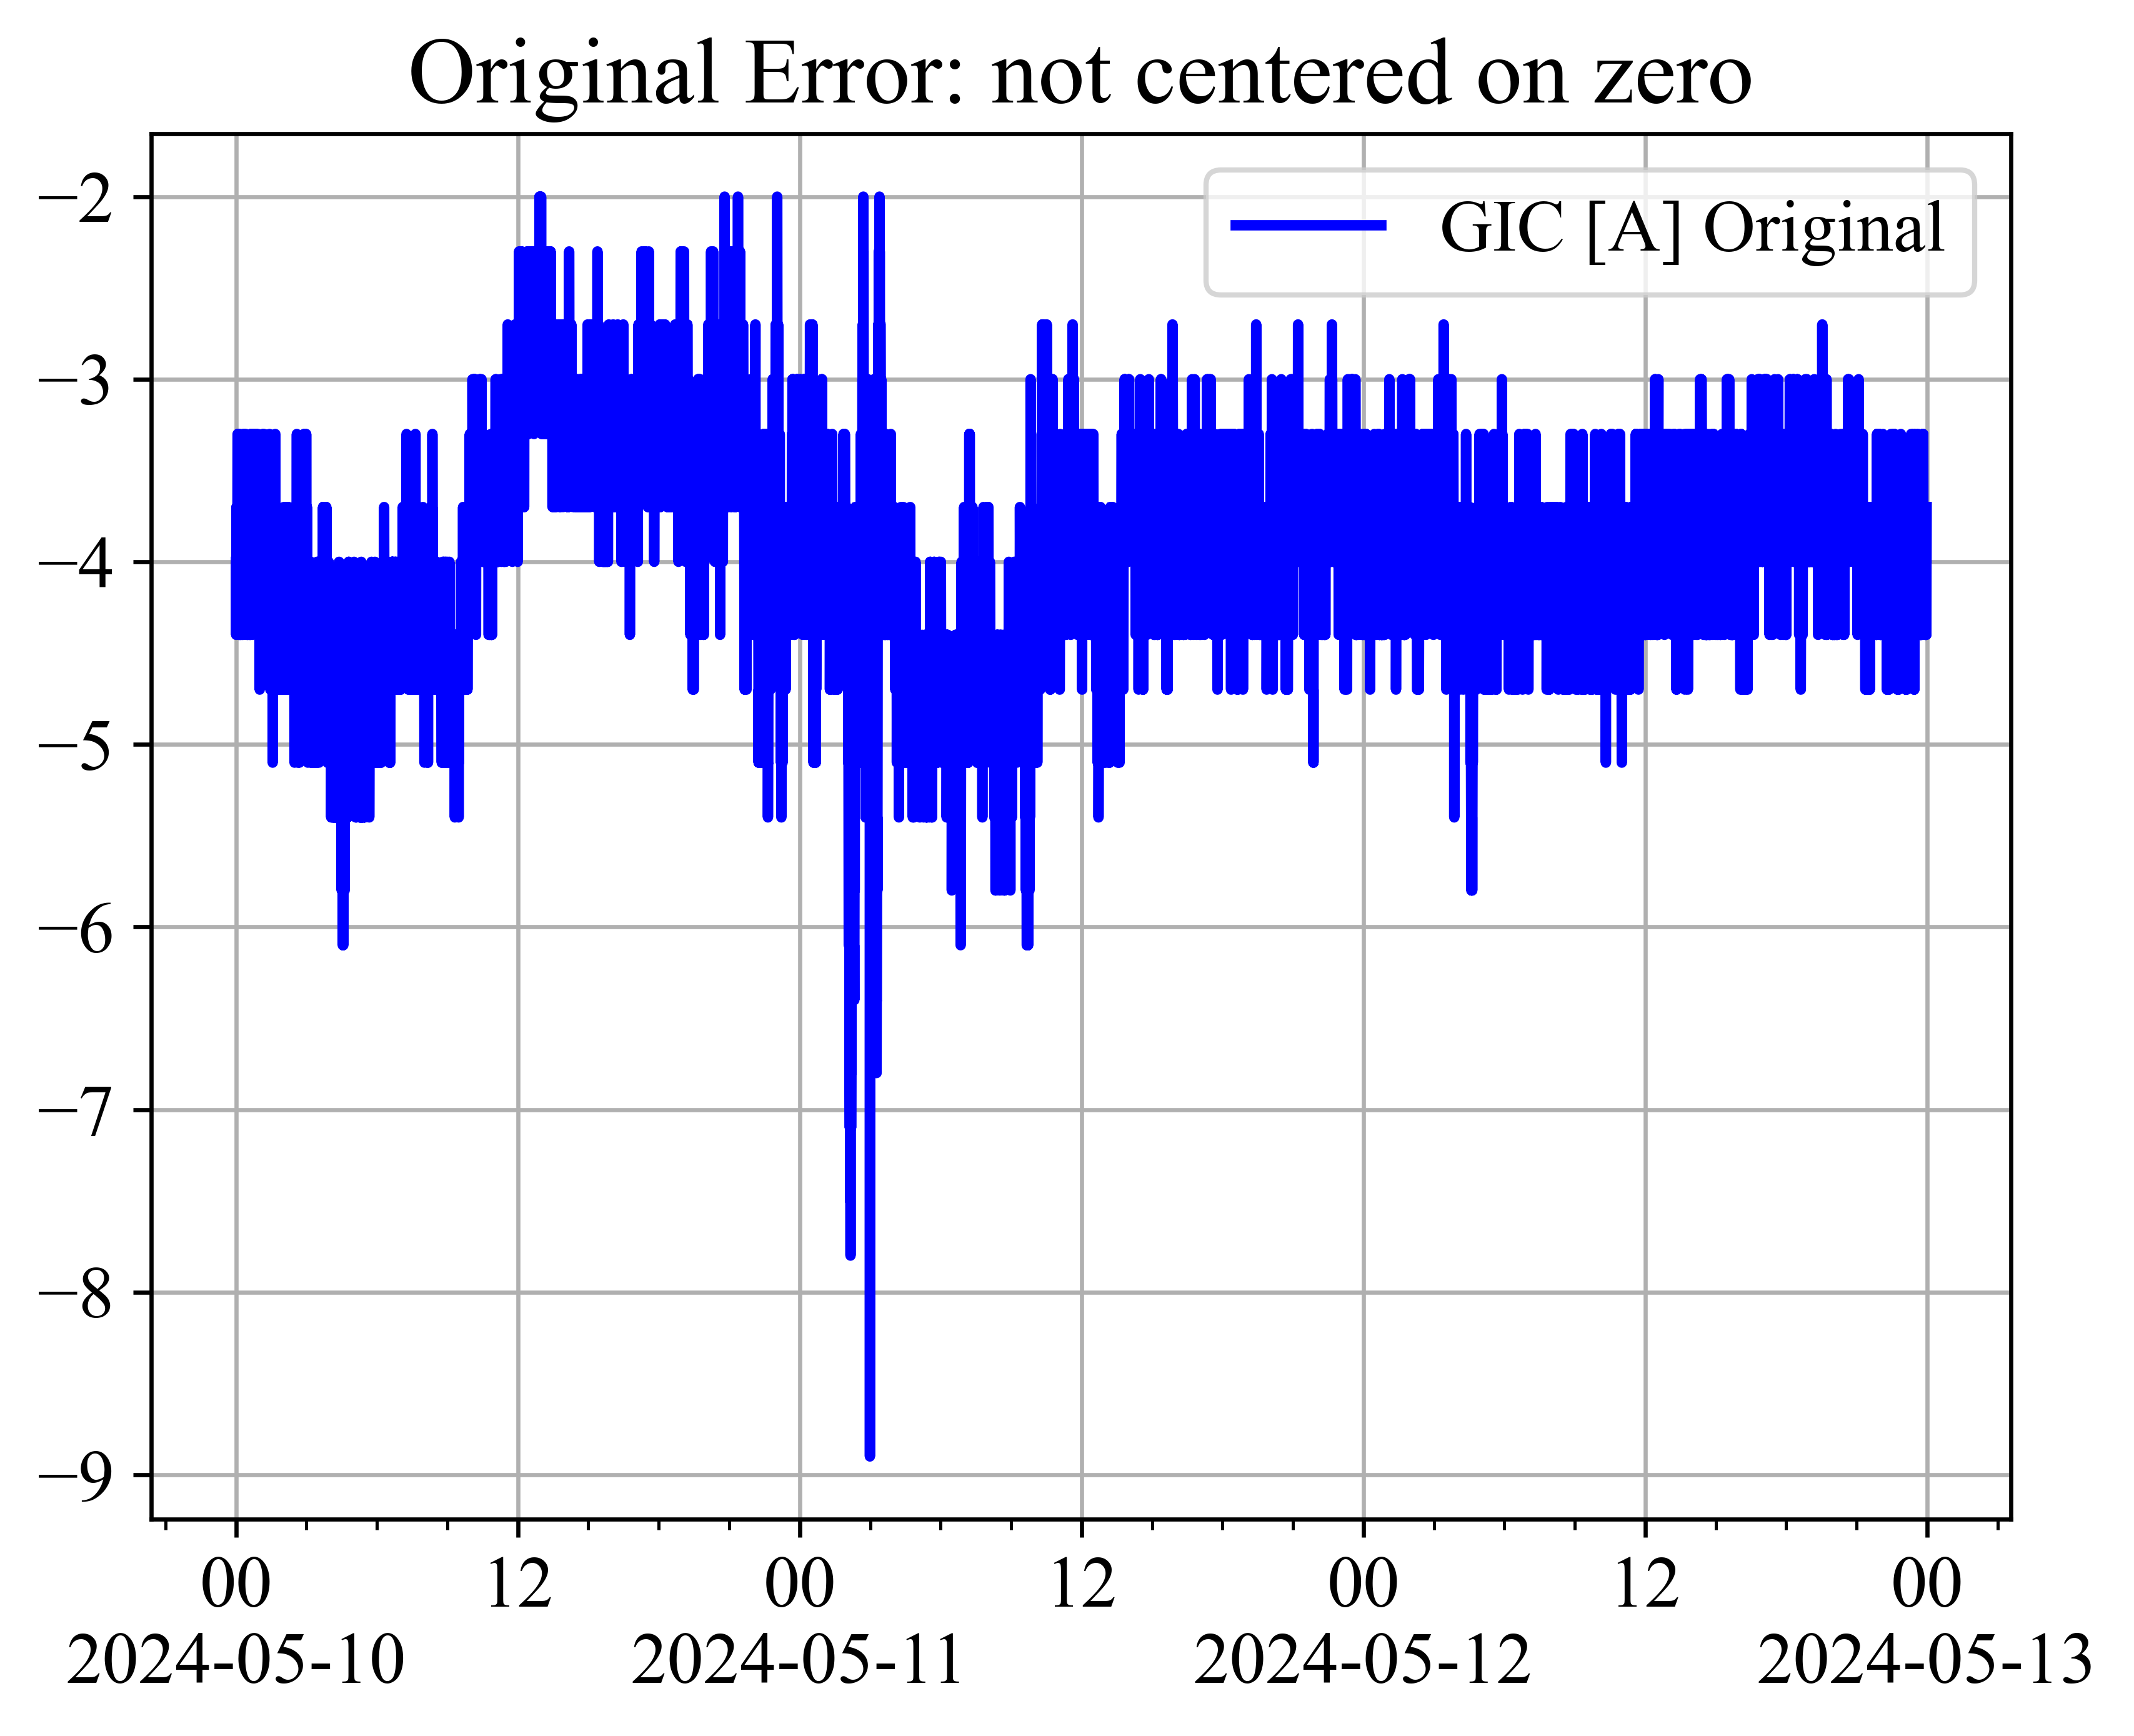 Original Error: not centered on zero
GIC [A] Original
−2
−3
−4
−5
−6
−7
−8
−9
00 12 00 12 00 12 00
2024-05-10 2024-05-11 2024-05-12 2024-05-13